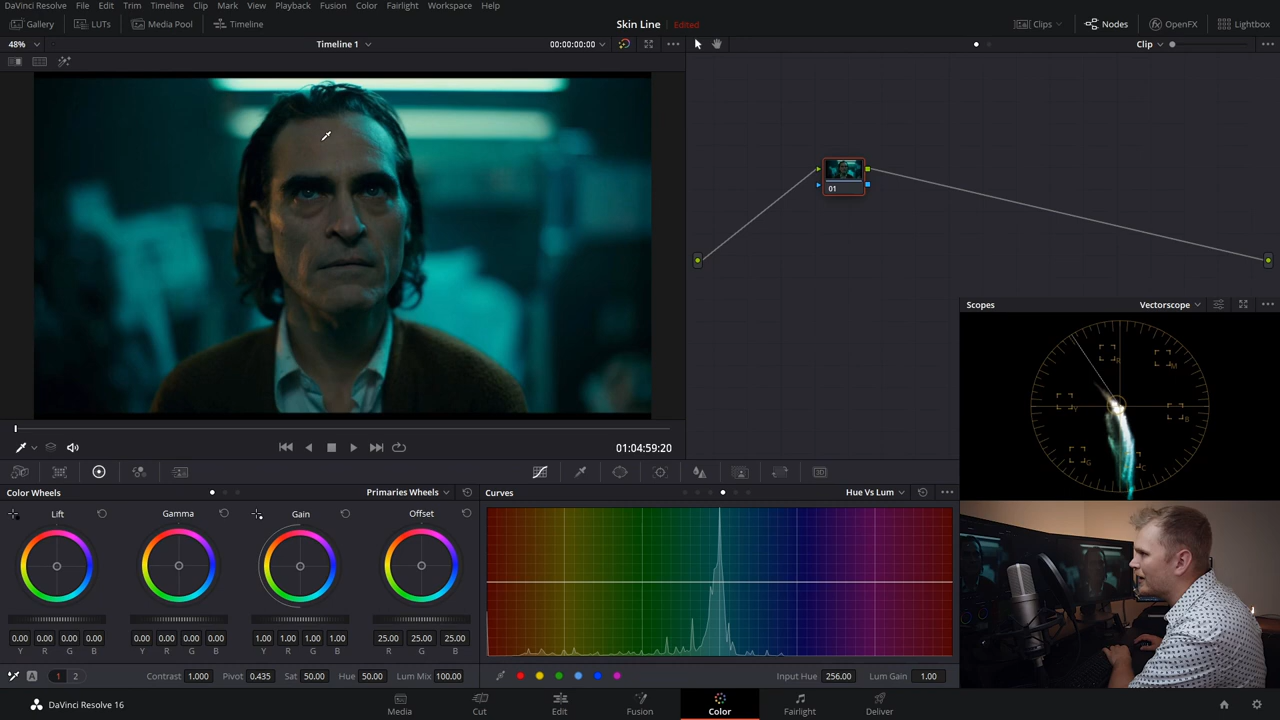 DaVinci Resolve File Edit Trim Timeline Clip Mark View Playback Fusion Color Fairlight Workspace Help
Gallery LUTs Media Pool Timeline Skin Line Edited Clips Nodes OpenFX Lightbox
48% Timeline 1 00:00:00:00 Clip
01
Scopes Vectorscope
R
M
Y
B
G
C
01:04:59:20
Color Wheels Primaries Wheels Curves Hue Vs Lum
Lift Gamma Gain Offset
0.00 0.00 0.00 0.00 0.00 0.00 0.00 0.00 1.00 1.00 1.00 1.00 25.00 25.00 25.00
Y R G B Y R G B Y R G B R G B
A 1 2 Contrast 1.000 Pivot 0.435 Sat 50.00 Hue 50.00 Lum Mix 100.00 Input Hue 256.00 Lum Gain 1.00
DaVinci Resolve 16 Media Cut Edit Fusion Color Fairlight Deliver